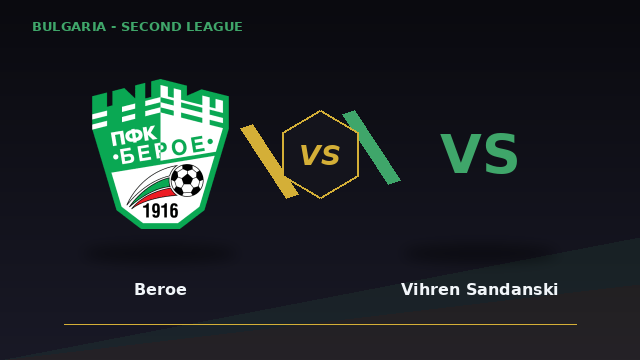 BULGARIA - SECOND LEAGUE
ПФК
•БЕРОЕ•
1916
VS
VS
Beroe
Vihren Sandanski